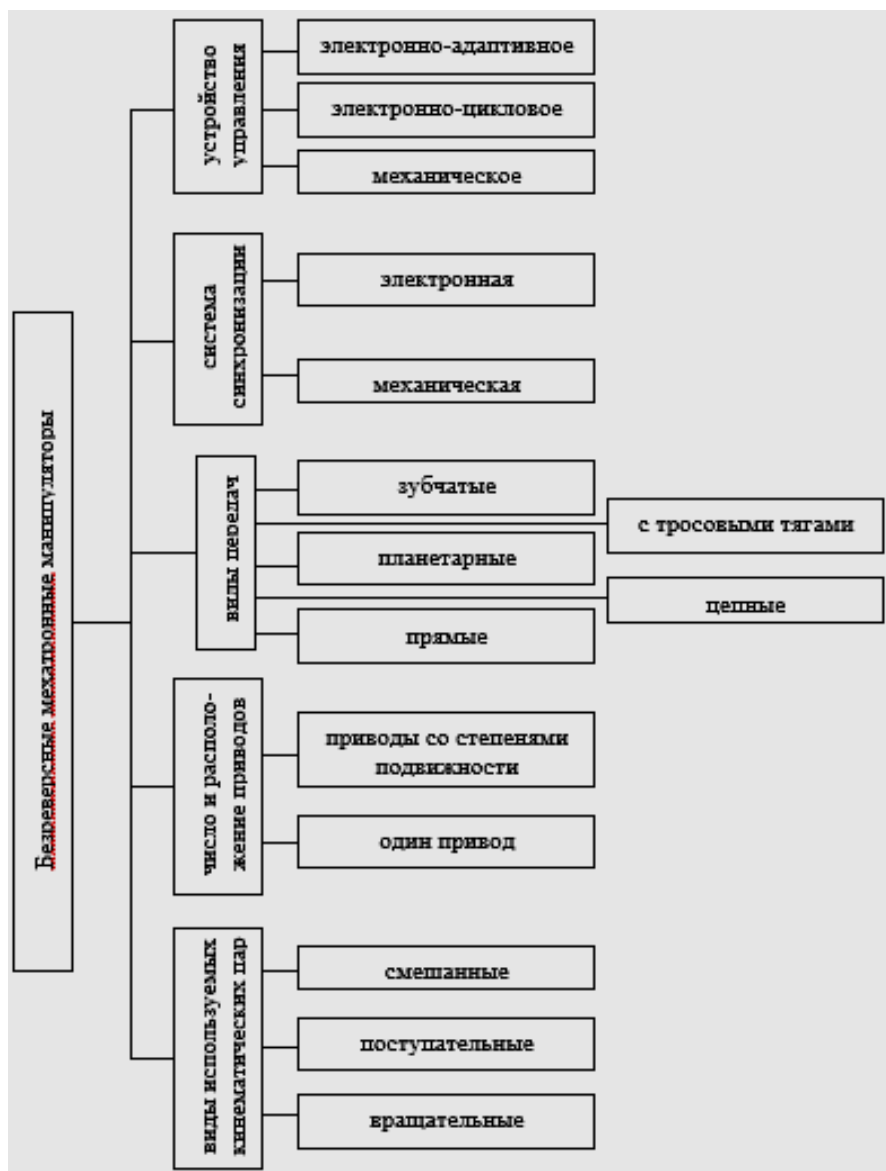 Безреверсные мехатронные манипуляторы
устройство
управления
электронно-адаптивное
электронно-цикловое
механическое
система
синхронизации
электронная
механическая
виды передач
зубчатые
с тросовыми тягами
планетарные
цепные
прямые
число и располо-
жение приводов
приводы со степенями
подвижности
один привод
виды используемых
кинематических пар
смешанные
поступательные
вращательные